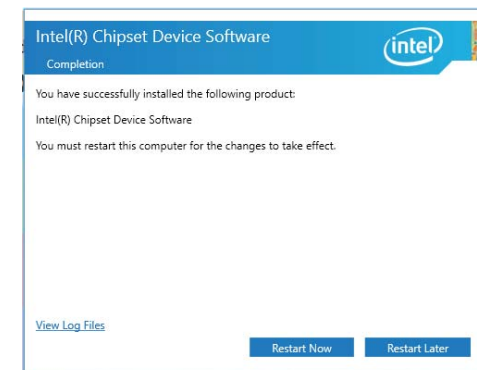 Intel(R) Chipset Device Software
intel
Completion
You have successfully installed the following product:
Intel(R) Chipset Device Software
You must restart this computer for the changes to take effect.
View Log Files
Restart Now
Restart Later